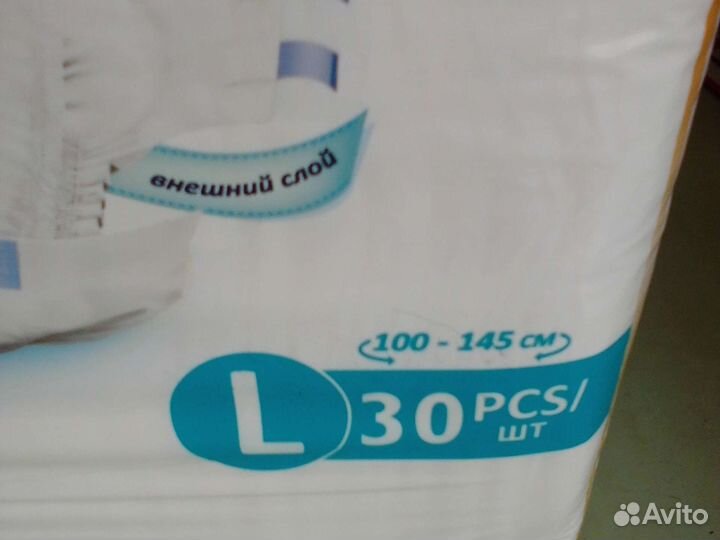 внешний слой
100 - 145 см
L 30 PCS/
шт
Avito